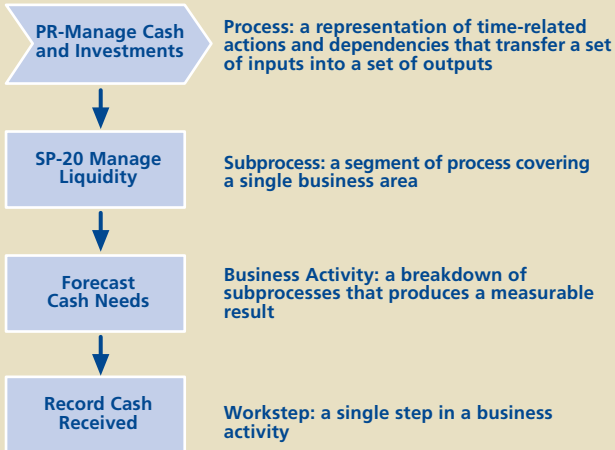 PR-Manage Cash
and Investments
Process: a representation of time-related
actions and dependencies that transfer a set
of inputs into a set of outputs
SP-20 Manage
Liquidity
Subprocess: a segment of process covering
a single business area
Forecast
Cash Needs
Business Activity: a breakdown of
subprocesses that produces a measurable
result
Record Cash
Received
Workstep: a single step in a business
activity